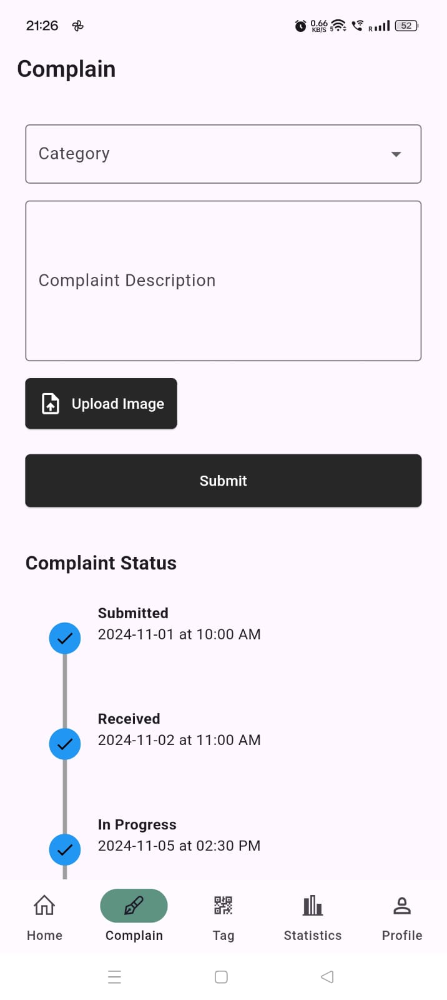 21:26
0.66
KB/S
5
R
52
Complain
Category
Complaint Description
Upload Image
Submit
Complaint Status
Submitted
2024-11-01 at 10:00 AM
Received
2024-11-02 at 11:00 AM
In Progress
2024-11-05 at 02:30 PM
Home
Complain
Tag
Statistics
Profile